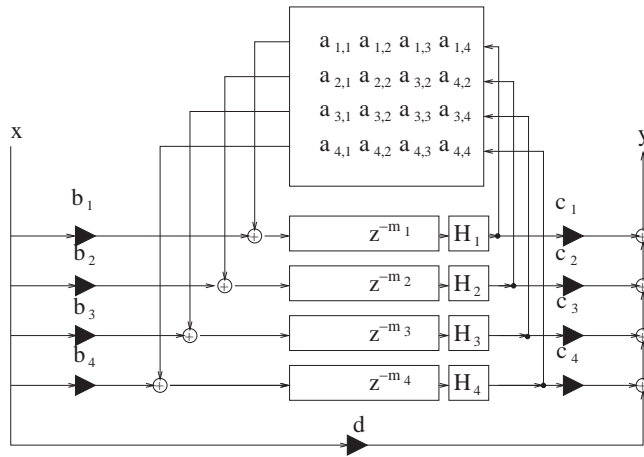 a 1,1 a 1,2 a 1,3 a 1,4
a 2,1 a 2,2 a 3,2 a 4,2
a 3,1 a 3,2 a 3,3 a 3,4
a 4,1 a 4,2 a 4,3 a 4,4
x
y
b 1
z^-m 1
H 1
c 1
b 2
z^-m 2
H 2
c 2
b 3
z^-m 3
H 3
c 3
b 4
z^-m 4
H 4
c 4
d